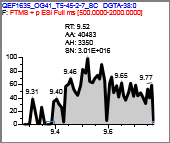 QEF1635_OG41_T5-45-2-7_SC DGTA-38:0
F: FTMS + p ESI Full ms [500.0000-2000.0000]
RT: 9.52
AA: 40483
AH: 3350
SN: 3.01E+016
100
9.46
9.65
9.77
9.31
9.40
80
60
40
20
0
9.4
9.6